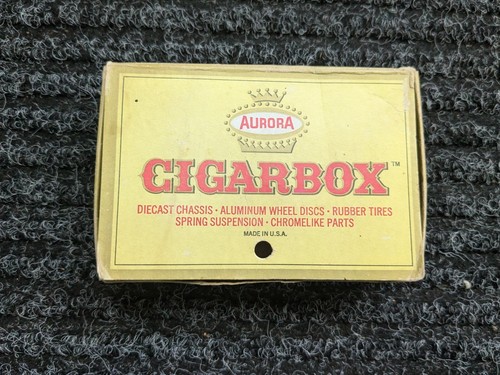 AURORA
CIGARBOX™
DIECAST CHASSIS · ALUMINUM WHEEL DISCS · RUBBER TIRES
SPRING SUSPENSION · CHROMELIKE PARTS
MADE IN U.S.A.